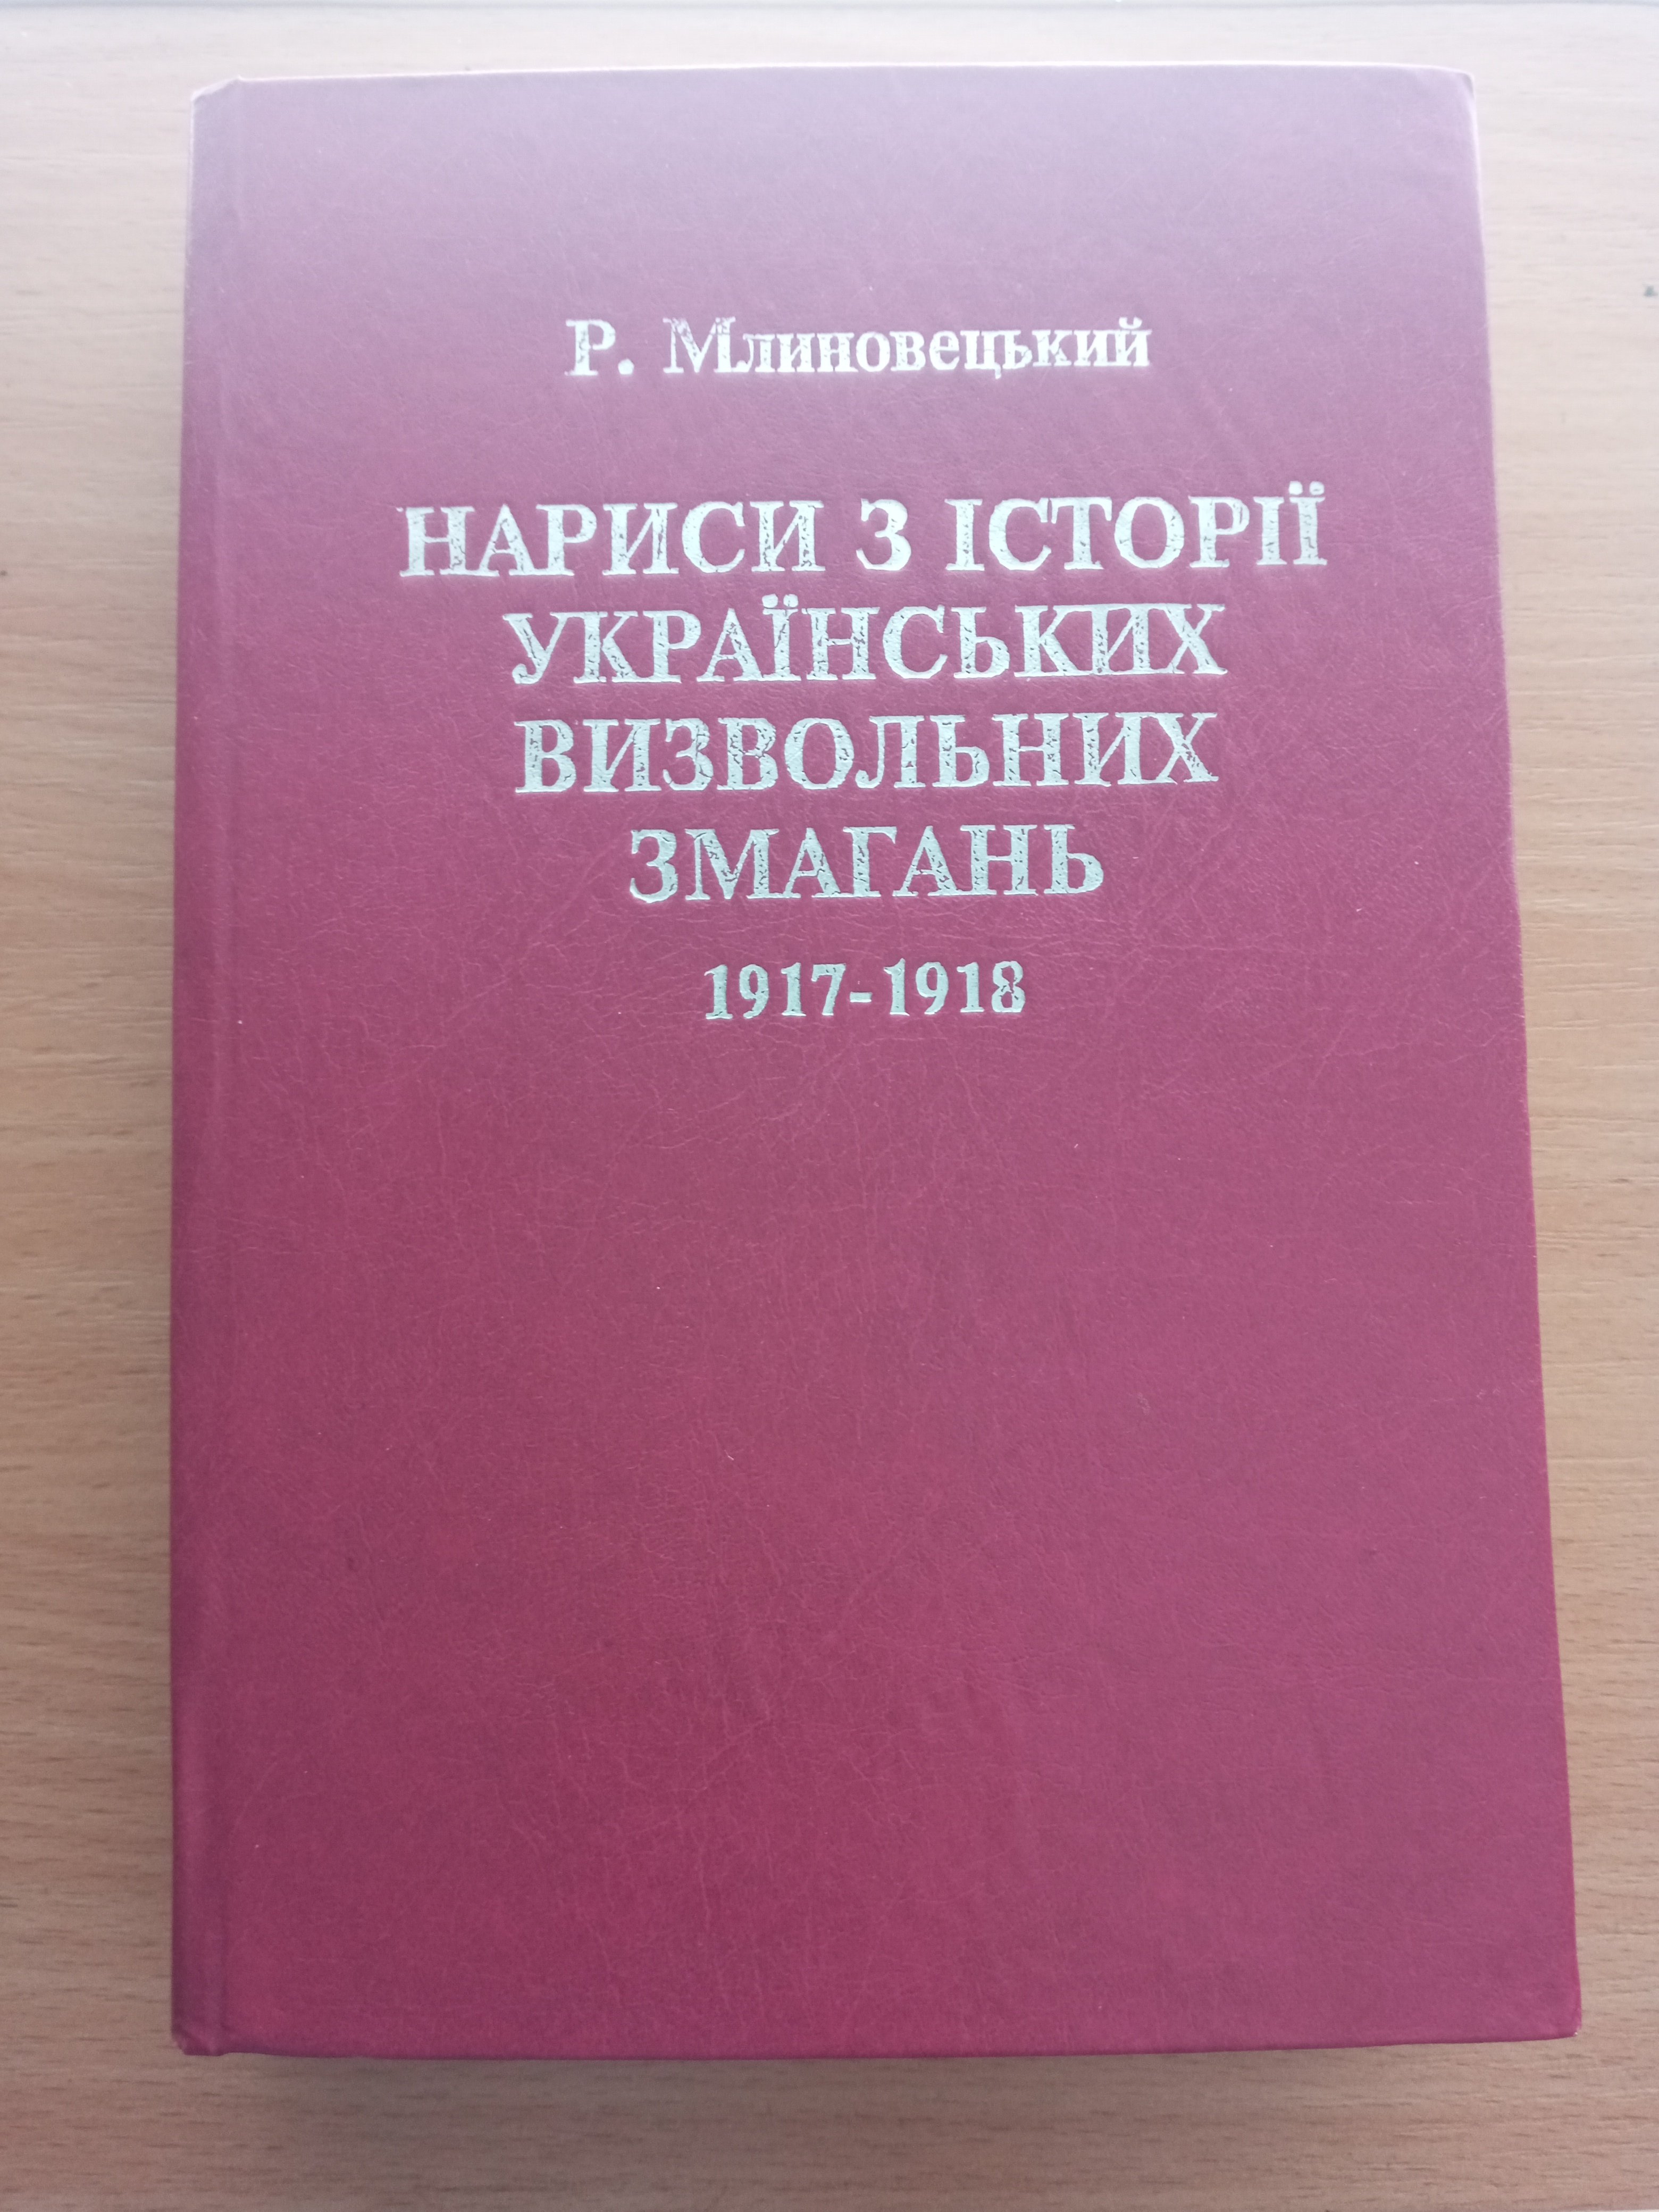 Р. Млиновецький
НАРИСИ З ІСТОРІЇ
УКРАЇНСЬКИХ
ВИЗВОЛЬНИХ
ЗМАГАНЬ
1917-1918